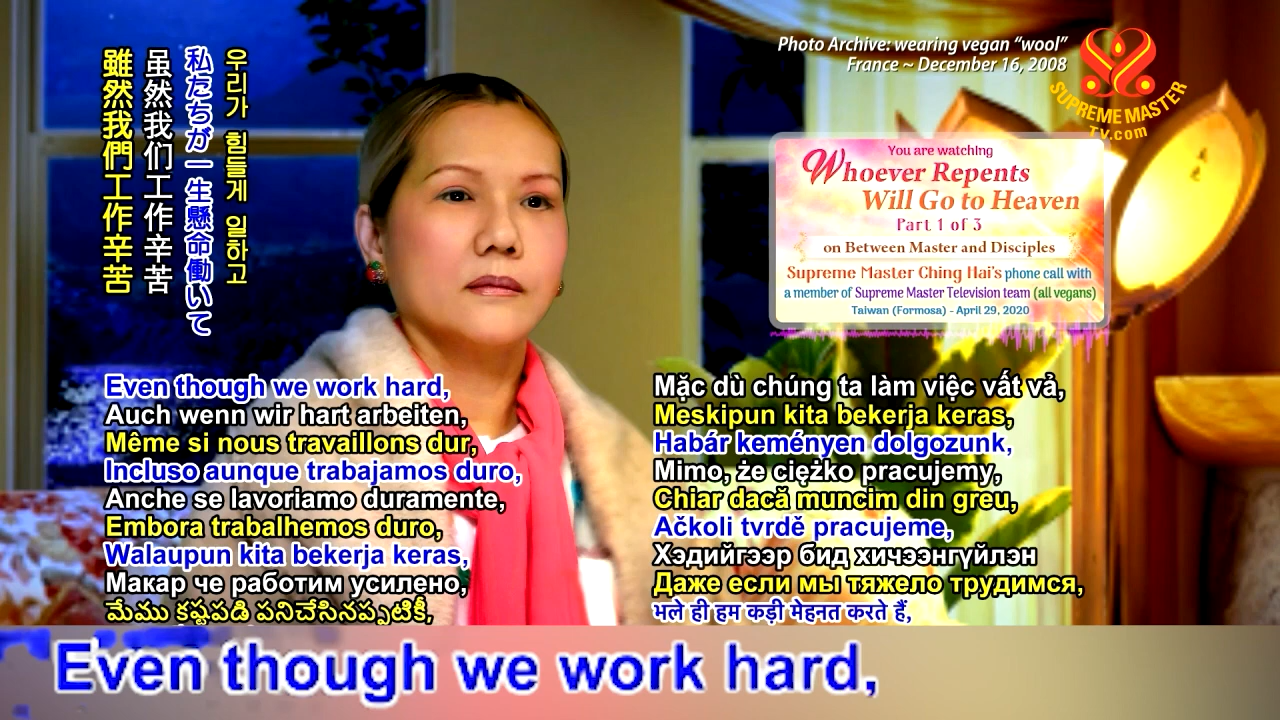 Photo Archive: wearing vegan “wool”
France ~ December 16, 2008
SUPREME MASTER
TV.com
You are watching
Whoever Repents
Will Go to Heaven
Part 1 of 3
on Between Master and Disciples
Supreme Master Ching Hai's phone call with
a member of Supreme Master Television team (all vegans)
Taiwan (Formosa) - April 29, 2020
우리가 힘들게 일하고
私たちが一生懸命働いて
虽然我们工作辛苦
雖然我們工作辛苦
Even though we work hard,
Auch wenn wir hart arbeiten,
Même si nous travaillons dur,
Incluso aunque trabajamos duro,
Anche se lavoriamo duramente,
Embora trabalhemos duro,
Walaupun kita bekerja keras,
Макар че работим усилено,
మేము కష్టపడి పనిచేసినప్పటికీ,
Mặc dù chúng ta làm việc vất vả,
Meskipun kita bekerja keras,
Habár keményen dolgozunk,
Mimo, że ciężko pracujemy,
Chiar dacă muncim din greu,
Ačkoli tvrdě pracujeme,
Хэдийгээр бид хичээнгүйлэн
Даже если мы тяжело трудимся,
भले ही हम कड़ी मेहनत करते हैं,
Even though we work hard,